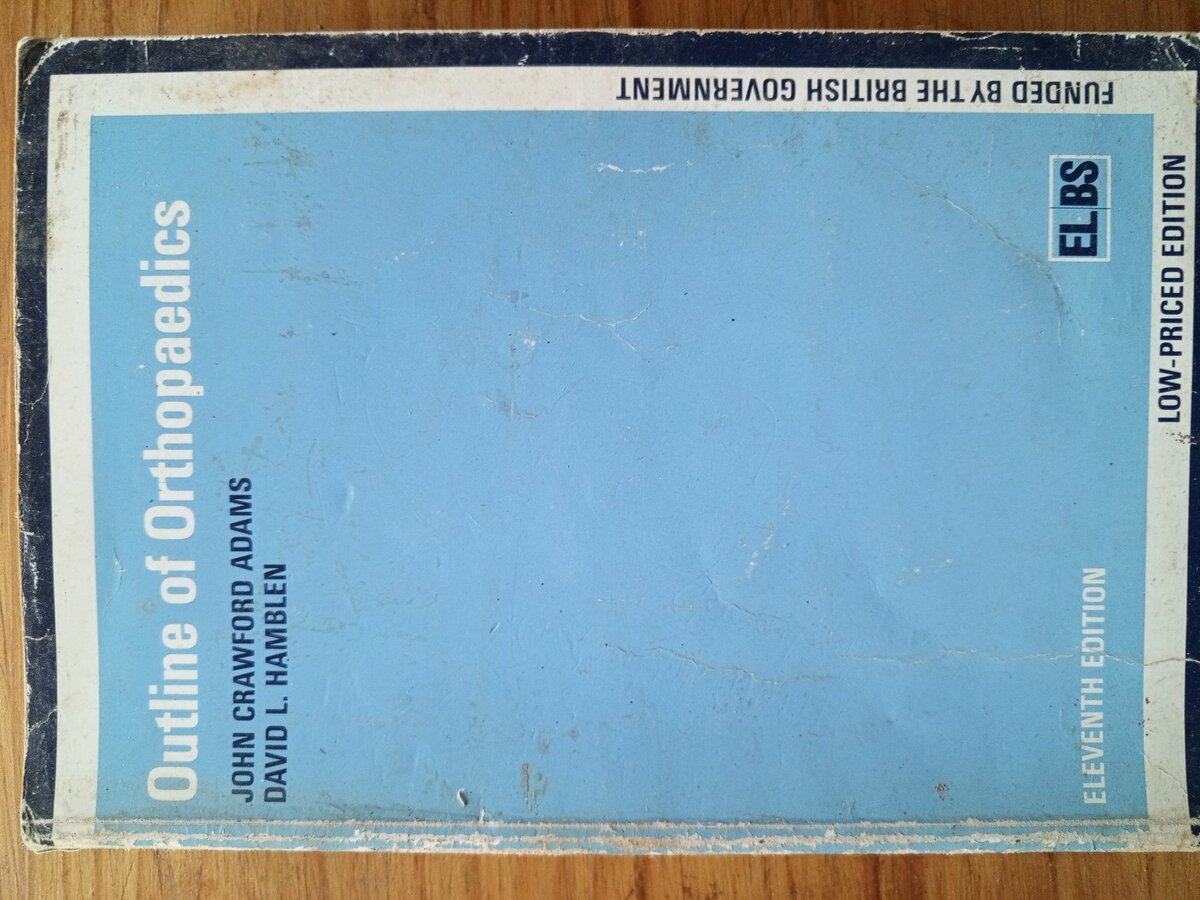 Outline of Orthopaedics
JOHN CRAWFORD ADAMS
DAVID L. HAMBLEN
FUNDED BY THE BRITISH GOVERNMENT
ELEVENTH EDITION
ELBS
LOW-PRICED EDITION